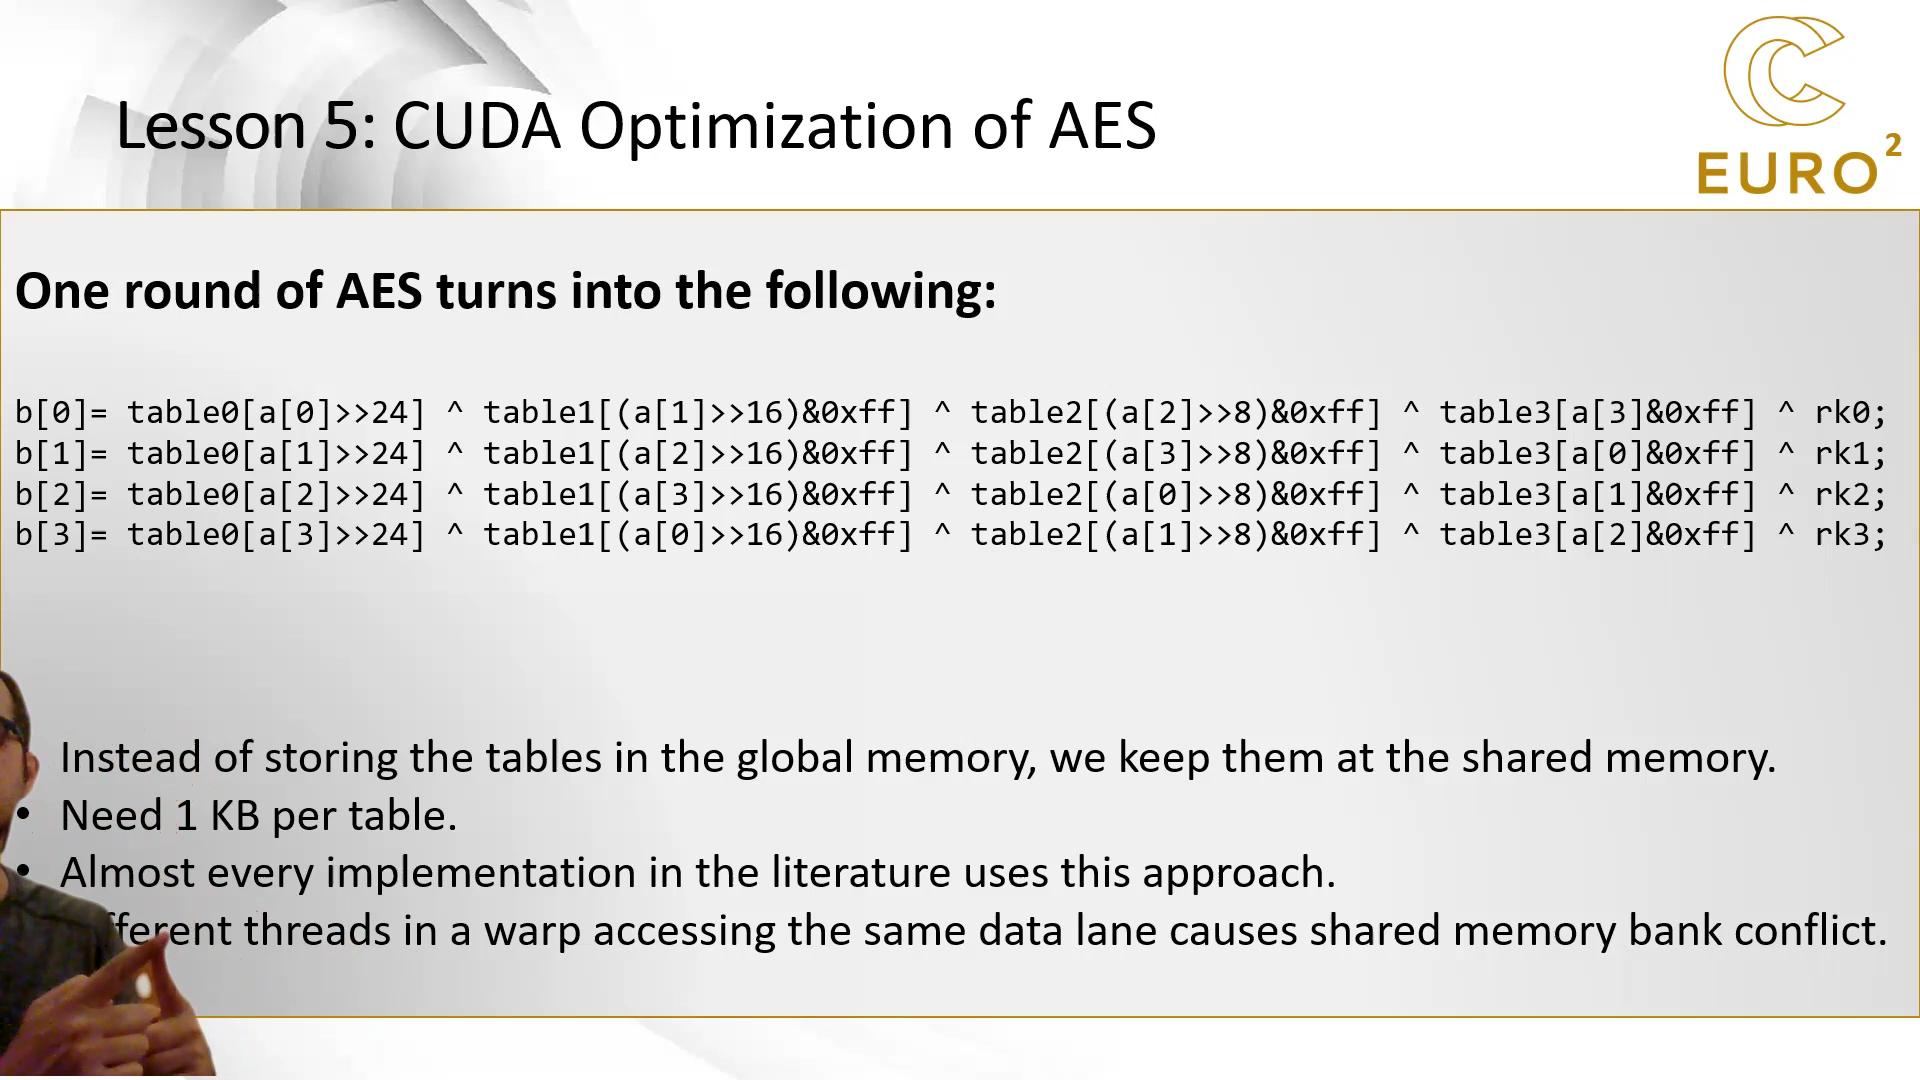 Lesson 5: CUDA Optimization of AES
EURO²
One round of AES turns into the following:
b[0]= table0[a[0]>>24] ^ table1[(a[1]>>16)&0xff] ^ table2[(a[2]>>8)&0xff] ^ table3[a[3]&0xff] ^ rk0;
b[1]= table0[a[1]>>24] ^ table1[(a[2]>>16)&0xff] ^ table2[(a[3]>>8)&0xff] ^ table3[a[0]&0xff] ^ rk1;
b[2]= table0[a[2]>>24] ^ table1[(a[3]>>16)&0xff] ^ table2[(a[0]>>8)&0xff] ^ table3[a[1]&0xff] ^ rk2;
b[3]= table0[a[3]>>24] ^ table1[(a[0]>>16)&0xff] ^ table2[(a[1]>>8)&0xff] ^ table3[a[2]&0xff] ^ rk3;
Instead of storing the tables in the global memory, we keep them at the shared memory.
• Need 1 KB per table.
• Almost every implementation in the literature uses this approach.
threads in a warp accessing the same data lane causes shared memory bank conflict.